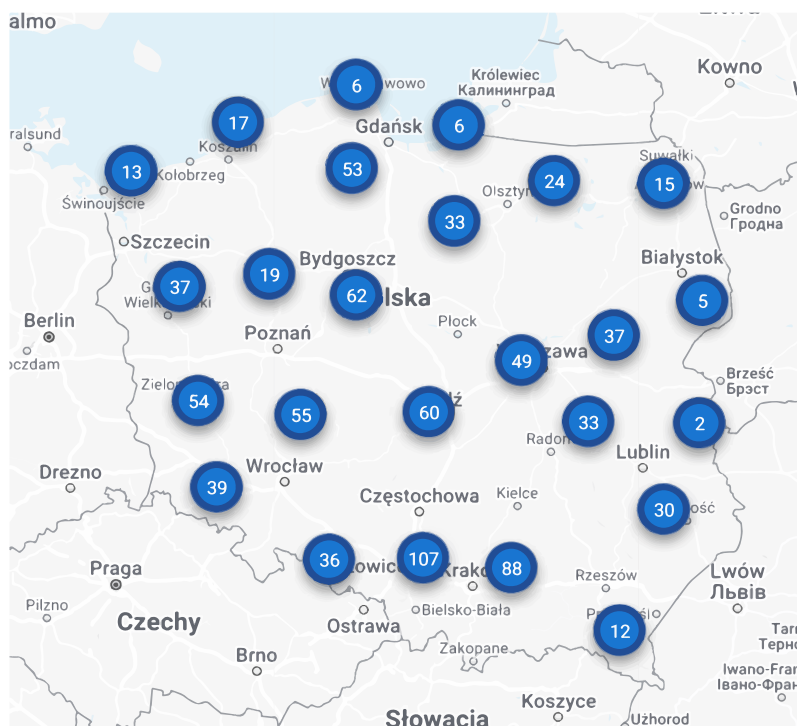 almo
Kowno
Królewiec
Калининград
6
17
Gdańsk
6
ralsund
Koszalin
53
Suwałki
13
Kołobrzeg
Olsztyn
24
15
Świnoujście
33
Grodno
Гродна
Szczecin
Bydgoszcz
Białystok
19
37
62
lska
5
Berlin
Płock
37
Poznań
49
oczdam
Brześć
Брэст
54
55
60
33
2
Radom
Lublin
Wrocław
Drezno
39
Częstochowa
Kielce
30
36
107
88
Praga
Rzeszów
Lwów
Львів
Pilzno
Bielsko-Biała
Czechy
Ostrawa
12
Zakopane
Brno
Koszyce
Słowacja
Użhorod